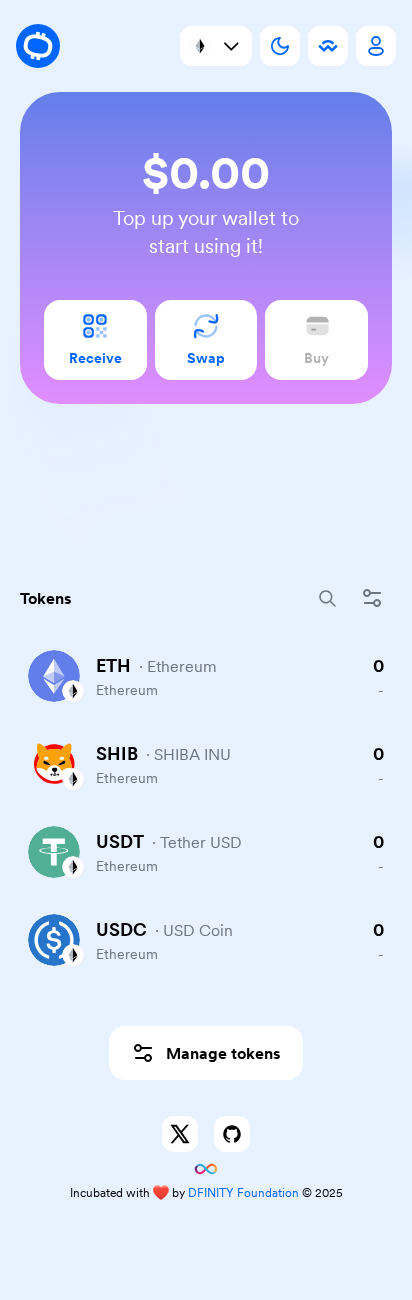 $0.00
Top up your wallet to
start using it!
Receive
Swap
Buy
Tokens
ETH · Ethereum 0
Ethereum -
SHIB · SHIBA INU 0
Ethereum -
USDT · Tether USD 0
Ethereum -
USDC · USD Coin 0
Ethereum -
Manage tokens
Incubated with ❤️ by DFINITY Foundation © 2025